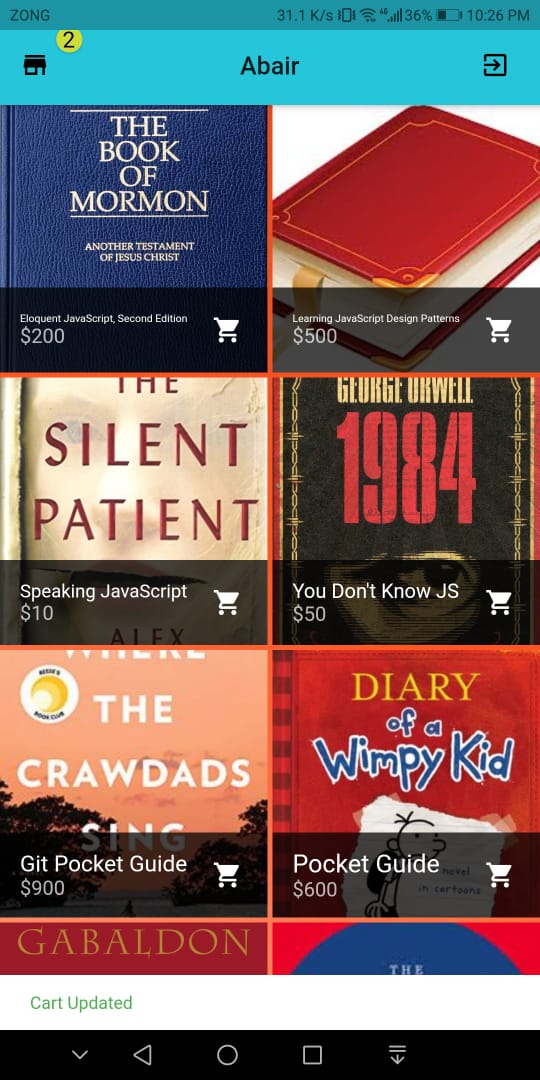 ZONG
31.1 K/s 4G 36% 10:26 PM
2
Abair
THE
BOOK
OF
MORMON
ANOTHER TESTAMENT
OF JESUS CHRIST
Eloquent JavaScript, Second Edition
$200
Learning JavaScript Design Patterns
$500
THE
SILENT
PATIENT
ALEX
Speaking JavaScript
$10
GEORGE ORWELL
1984
You Don't Know JS
$50
WHERE
THE
CRAWDADS
SING
REESE'S
BOOK CLUB
Git Pocket Guide
$900
DIARY
of a
Wimpy Kid
novel
in cartoons
Pocket Guide
$600
GABALDON
THE
Cart Updated